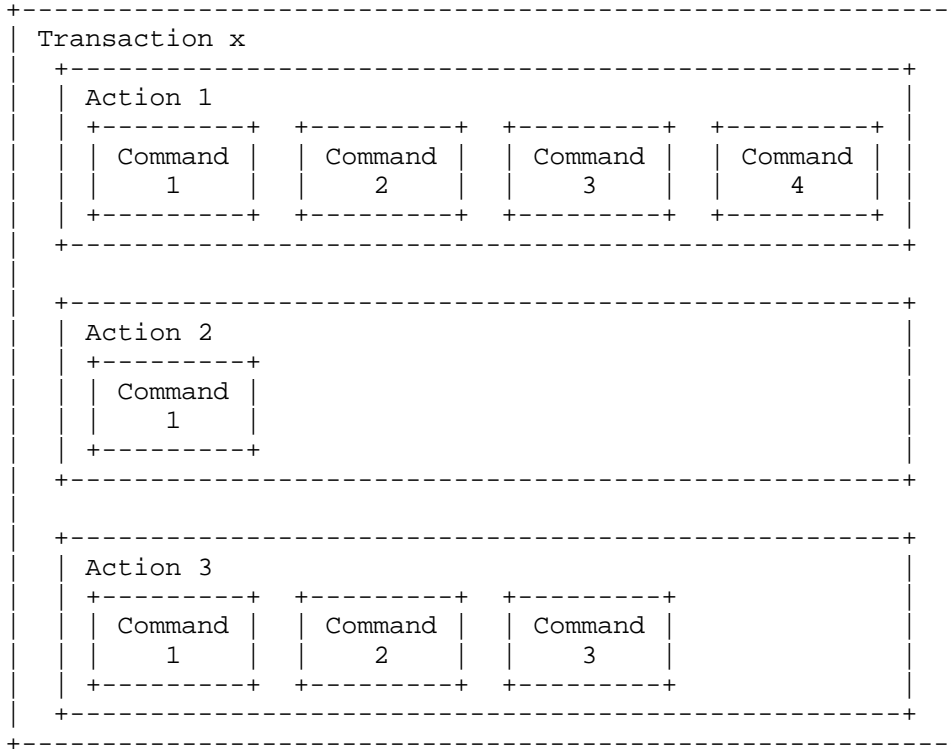 Transaction x
Action 1
Command Command Command Command
1 2 3 4
Action 2
Command
1
Action 3
Command Command Command
1 2 3